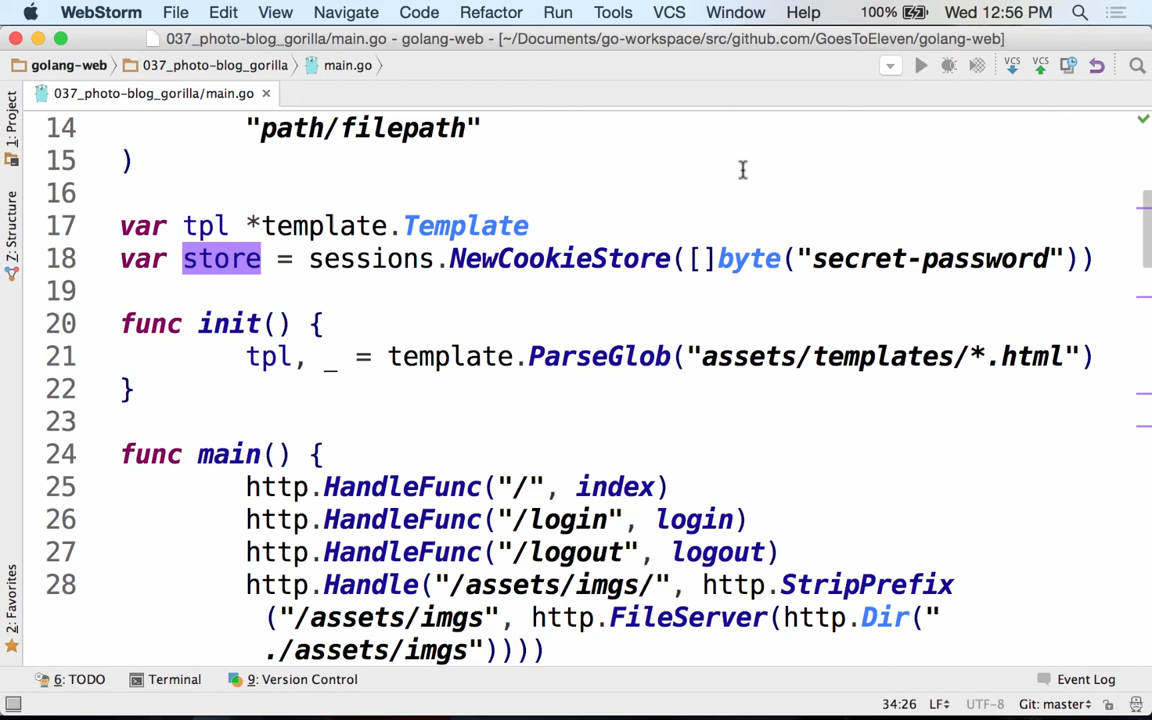 WebStorm File Edit View Navigate Code Refactor Run Tools VCS Window Help 100% Wed 12:56 PM
037_photo-blog_gorilla/main.go - golang-web - [~/Documents/go-workspace/src/github.com/GoesToEleven/golang-web]
golang-web 037_photo-blog_gorilla main.go VCS VCS
037_photo-blog_gorilla/main.go
1: Project
Z: Structure
2: Favorites
14 "path/filepath"
15 )
16
17 var tpl *template.Template
18 var store = sessions.NewCookieStore([]byte("secret-password"))
19
20 func init() {
21 tpl, _ = template.ParseGlob("assets/templates/*.html")
22 }
23
24 func main() {
25 http.HandleFunc("/", index)
26 http.HandleFunc("/login", login)
27 http.HandleFunc("/logout", logout)
28 http.Handle("/assets/imgs/", http.StripPrefix
("/assets/imgs", http.FileServer(http.Dir("
./assets/imgs"))))
6: TODO Terminal 9: Version Control Event Log
34:26 LF UTF-8 Git: master